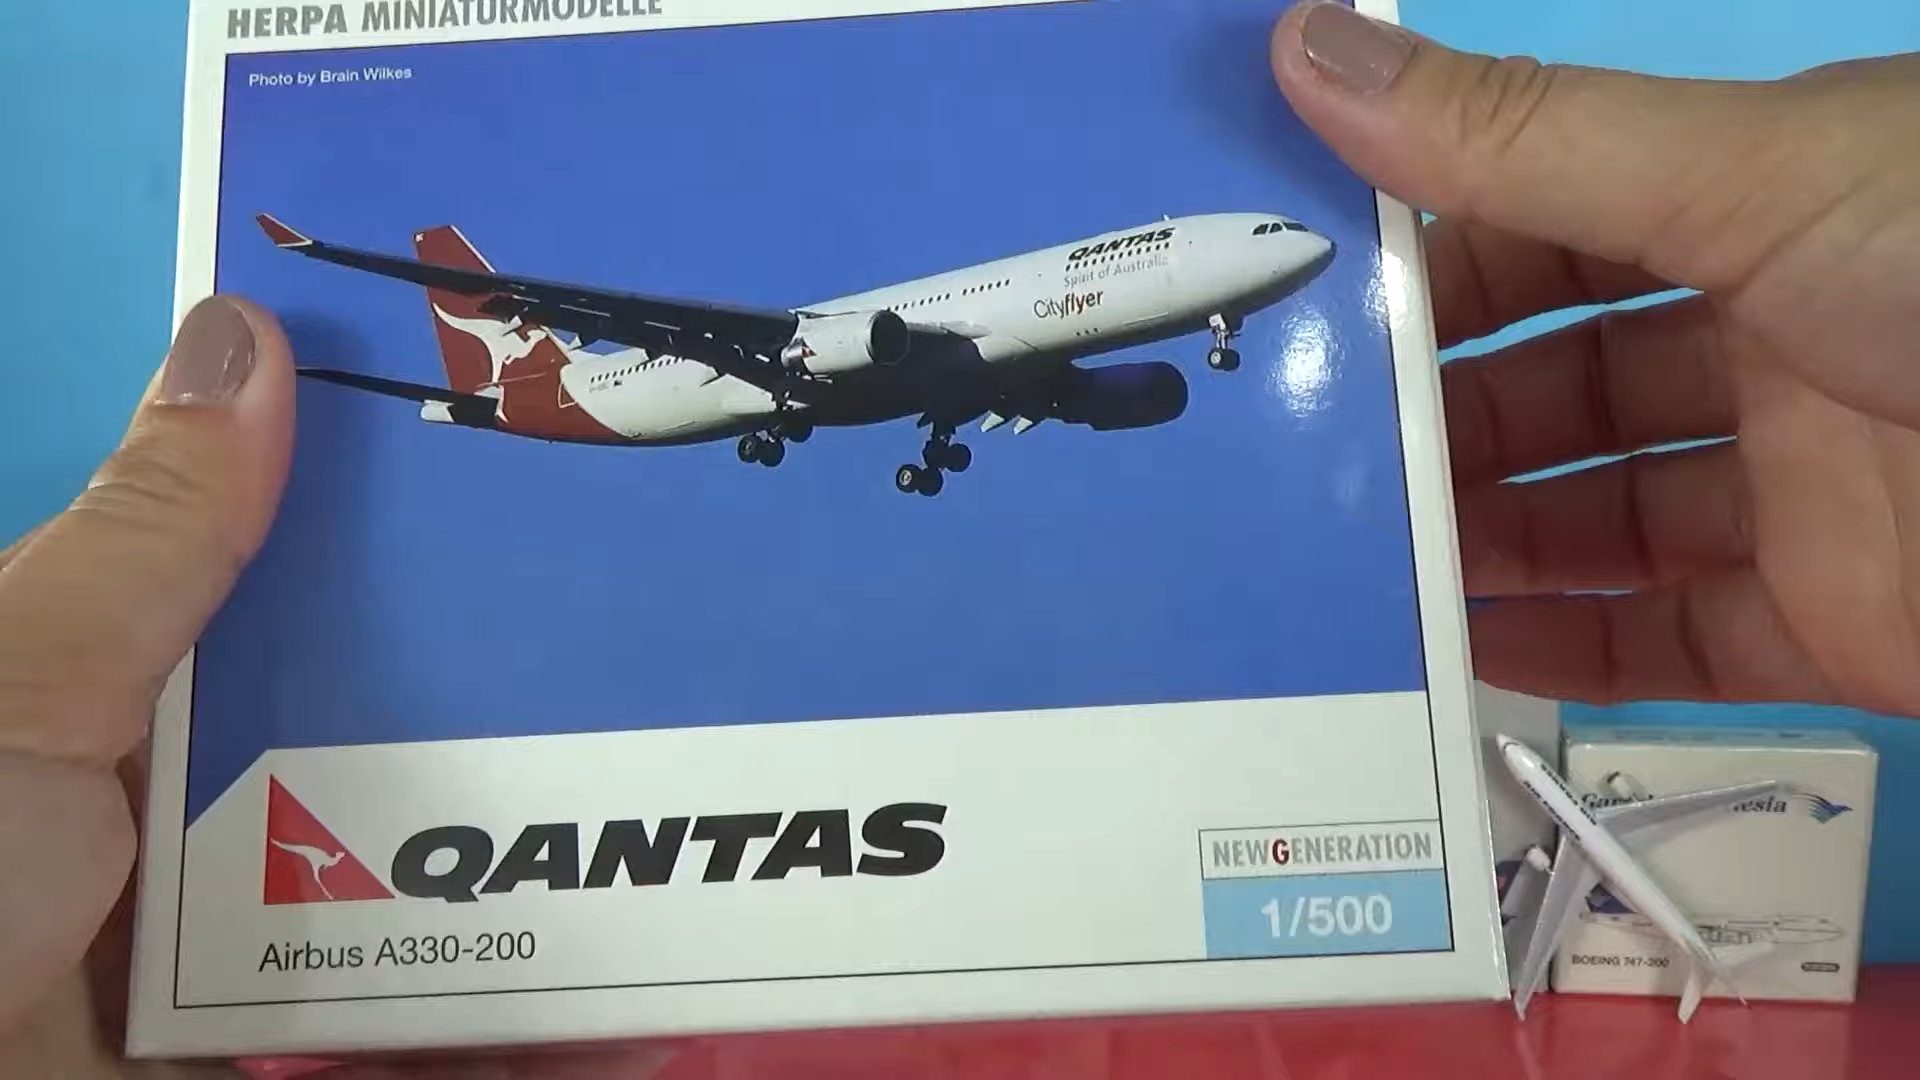 HERPA MINIATURMODELLE
Photo by Brain Wilkes
QANTAS
Spirit of Australia
Cityflyer
QANTAS
Airbus A330-200
NEWGENERATION
1/500
BOEING 747-200